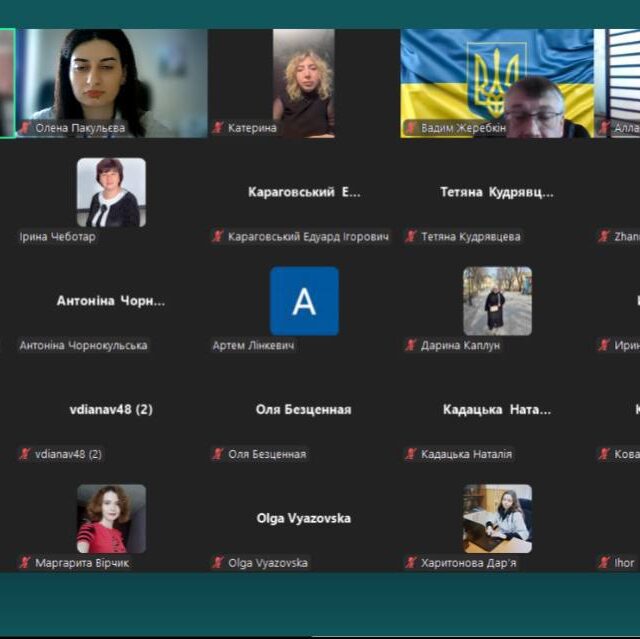 Олена Пакульєва
Катерина
Вадим Жеребкін
Алла
Ірина Чеботар
Караговський Е...
Караговський Едуард Ігорович
Тетяна Кудрявц...
Тетяна Кудрявцева
Zhan
Антоніна Чорн...
Антоніна Чорнокульська
A
Артем Лінкевич
Дарина Каплун
Ирин
vdianav48 (2)
vdianav48 (2)
Оля Безценная
Оля Безценная
Кадацька Ната...
Кадацька Наталія
Кова
Маргарита Вірчик
Olga Vyazovska
Olga Vyazovska
Харитонова Дар'я
Ihor